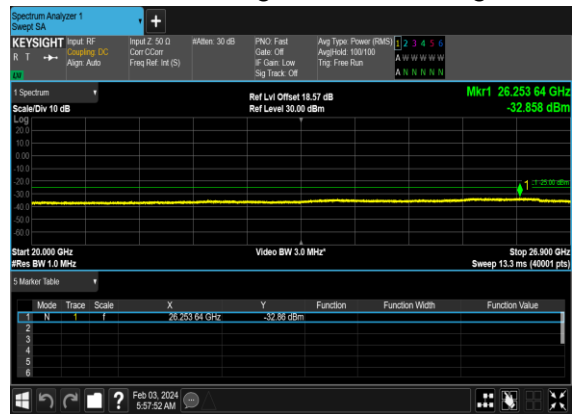 Spectrum Analyzer 1
Swept SA
+
KEYSIGHT Input: RF Input Z: 50 Ω #Atten: 30 dB PNO: Fast Avg Type: Power (RMS) 1 2 3 4 5 6
R T Coupling: DC Corr CCorr Gate: Off Avg|Hold: 100/100 A W W W W W
Align: Auto Freq Ref: Int (S) IF Gain: Low Trig: Free Run
LW Sig Track: Off A N N N N N
1 Spectrum Ref Lvl Offset 18.57 dB Mkr1 26.253 64 GHz
Scale/Div 10 dB Ref Level 30.00 dBm -32.858 dBm
Log
20.0
10.0
0.00
-10.0
-20.0
1 -25.00 dBm
-30.0
-40.0
-50.0
-60.0
Start 20.000 GHz Video BW 3.0 MHz* Stop 26.900 GHz
#Res BW 1.0 MHz Sweep 13.3 ms (40001 pts)
5 Marker Table
Mode Trace Scale X Y Function Function Width Function Value
1 N 1 f 26.253 64 GHz -32.86 dBm
2
3
4
5
6
? Feb 03, 2024
5:57:52 AM